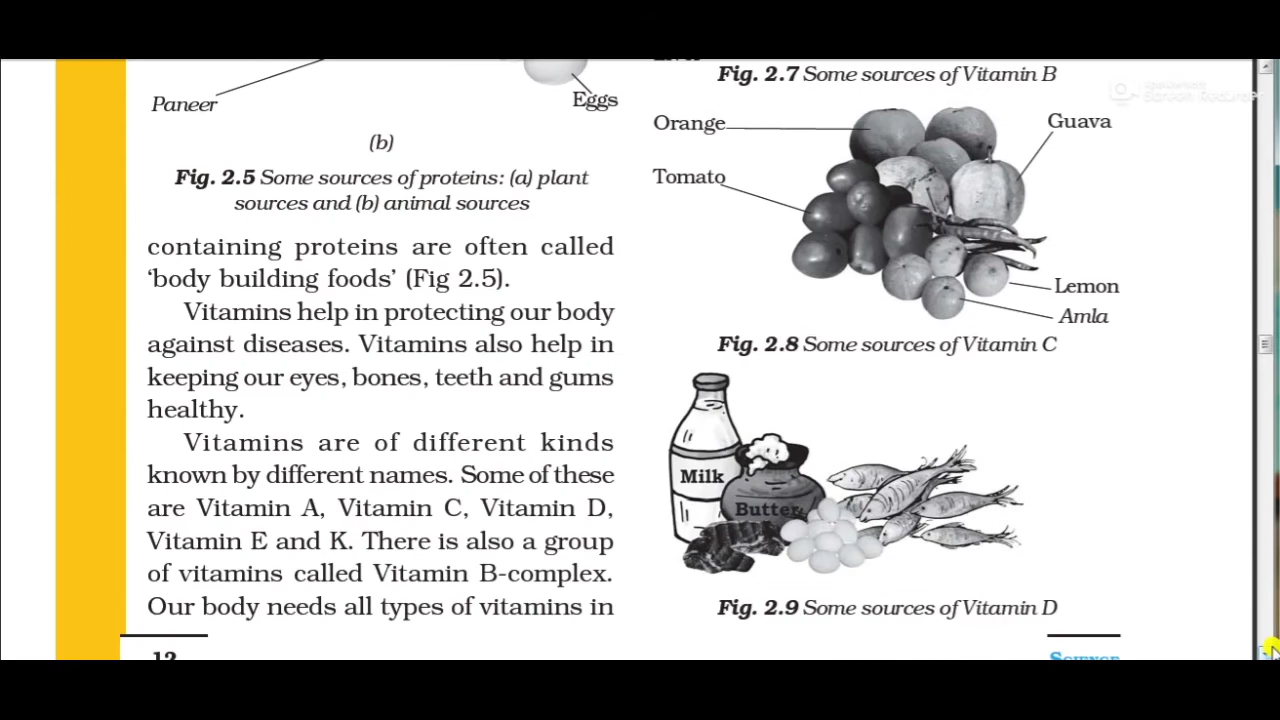 Paneer
Eggs
(b)
Fig. 2.5 Some sources of proteins: (a) plant
sources and (b) animal sources
containing proteins are often called
‘body building foods’ (Fig 2.5).
Vitamins help in protecting our body
against diseases. Vitamins also help in
keeping our eyes, bones, teeth and gums
healthy.
Vitamins are of different kinds
known by different names. Some of these
are Vitamin A, Vitamin C, Vitamin D,
Vitamin E and K. There is also a group
of vitamins called Vitamin B-complex.
Our body needs all types of vitamins in
12
Liver
Fig. 2.7 Some sources of Vitamin B
Screen Recorder
Orange
Guava
Tomato
Lemon
Amla
Fig. 2.8 Some sources of Vitamin C
Milk
Butter
Fig. 2.9 Some sources of Vitamin D
SCIENCE